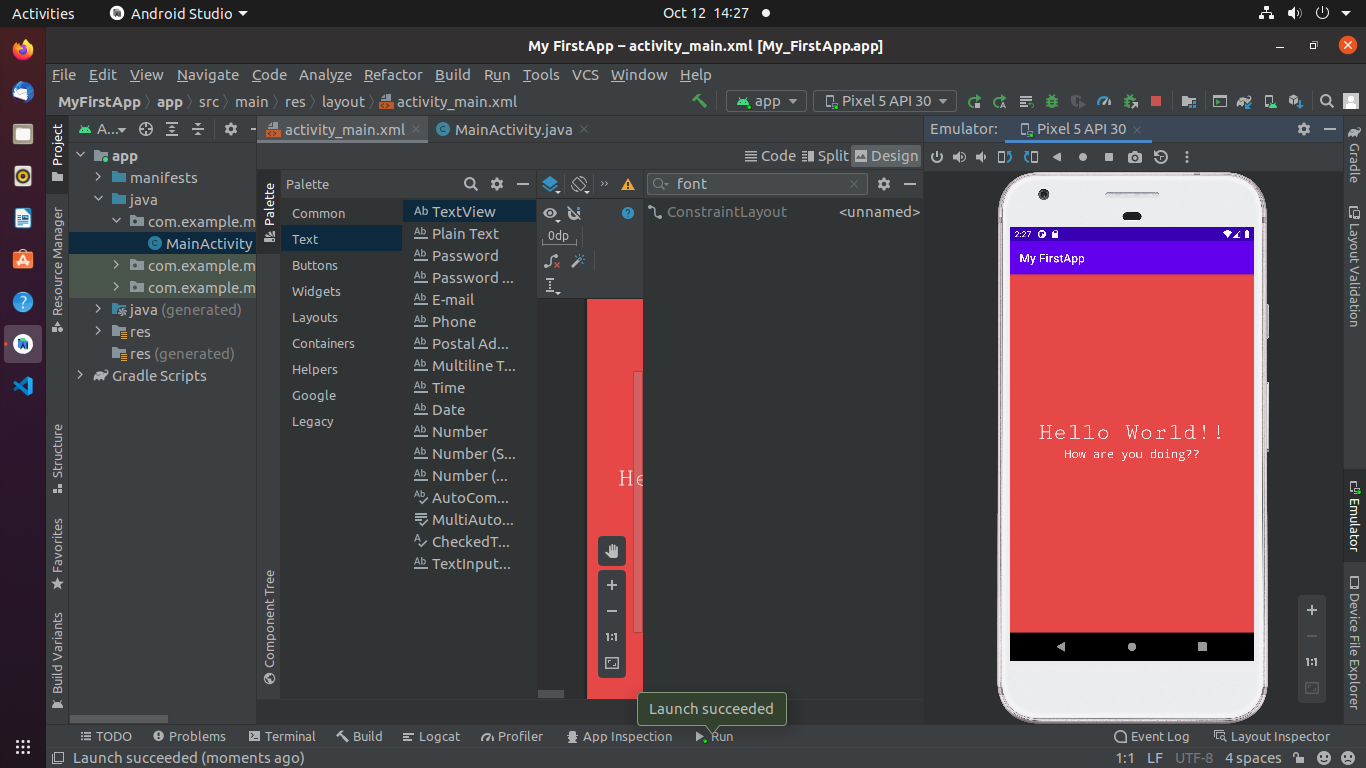 Activities Android Studio Oct 12 14:27
My FirstApp – activity_main.xml [My_FirstApp.app]
File Edit View Navigate Code Analyze Refactor Build Run Tools VCS Window Help
MyFirstApp app src main res layout activity_main.xml app Pixel 5 API 30
Project
Resource Manager
Structure
Favorites
Build Variants
A...
app
manifests
java
com.example.m
MainActivity
com.example.m
com.example.m
java (generated)
res
res (generated)
Gradle Scripts
activity_main.xml MainActivity.java
Code Split Design
Palette
Component Tree
Palette
Common
Text
Buttons
Widgets
Layouts
Containers
Helpers
Google
Legacy
Ab TextView
Ab Plain Text
Ab Password
Ab Password ...
Ab E-mail
Ab Phone
Ab Postal Ad...
Ab Multiline T...
Ab Time
Ab Date
Ab Number
Ab Number (S...
Ab Number (...
Ab AutoCom...
MultiAuto...
CheckedT...
Ab TextInput...
0dp
He
1:1
font
ConstraintLayout <unnamed>
Emulator: Pixel 5 API 30
2:27
My FirstApp
Hello World!!
How are you doing??
1:1
Gradle
Layout Validation
Emulator
Device File Explorer
Launch succeeded
TODO Problems Terminal Build Logcat Profiler App Inspection Run Event Log Layout Inspector
Launch succeeded (moments ago) 1:1 LF UTF-8 4 spaces